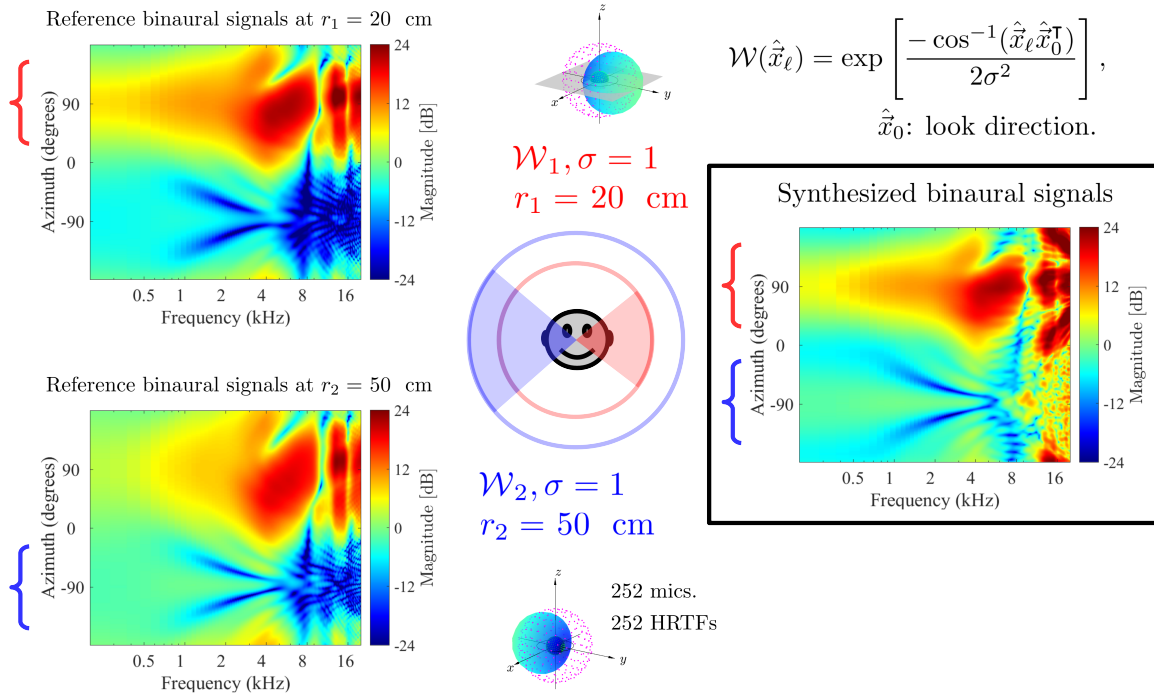 Reference binaural signals at r₁ = 20 cm
Azimuth (degrees)
90
0
-90
0.5 1 2 4 8 16
Frequency (kHz)
24
12
0
-12
-24
Magnitude [dB]
Reference binaural signals at r₂ = 50 cm
Azimuth (degrees)
90
0
-90
0.5 1 2 4 8 16
Frequency (kHz)
24
12
0
-12
-24
Magnitude [dB]
z
x
y
𝒲₁, σ = 1
r₁ = 20 cm
𝒲₂, σ = 1
r₂ = 50 cm
z
x
y
252 mics.
252 HRTFs
𝒲(x̂⃗_ℓ) = exp [ −cos⁻¹(x̂⃗_ℓ x̂⃗₀ᵀ) / 2σ² ] ,
x̂⃗₀: look direction.
Synthesized binaural signals
Azimuth (degrees)
90
0
-90
0.5 1 2 4 8 16
Frequency (kHz)
24
12
0
-12
-24
Magnitude [dB]